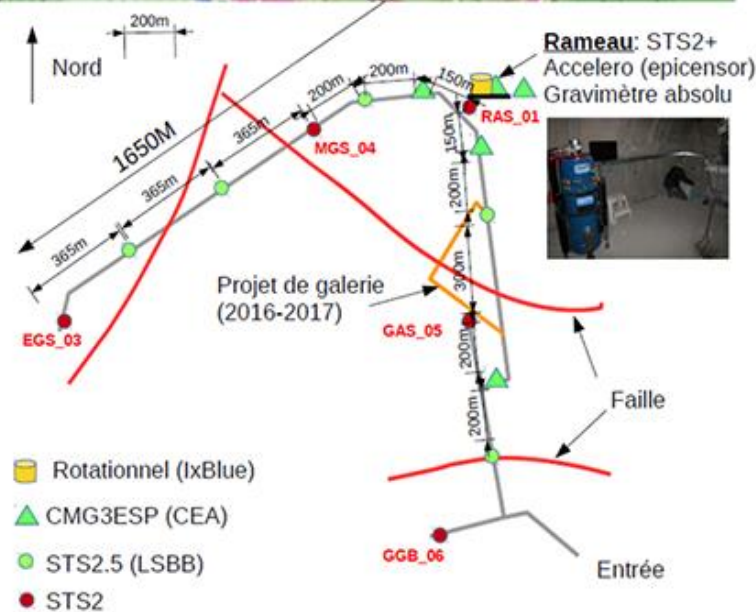 200m
Nord
Rameau: STS2+
Accelero (epicensor)
Gravimètre absolu
200m
150m
RAS_01
200m
MGS_04
1650M
365m
150m
365m
200m
365m
Projet de galerie
(2016-2017)
300m
EGS_03
GAS_05
200m
Faille
200m
Rotationnel (IxBlue)
CMG3ESP (CEA)
GGB_06
Entrée
STS2.5 (LSBB)
STS2